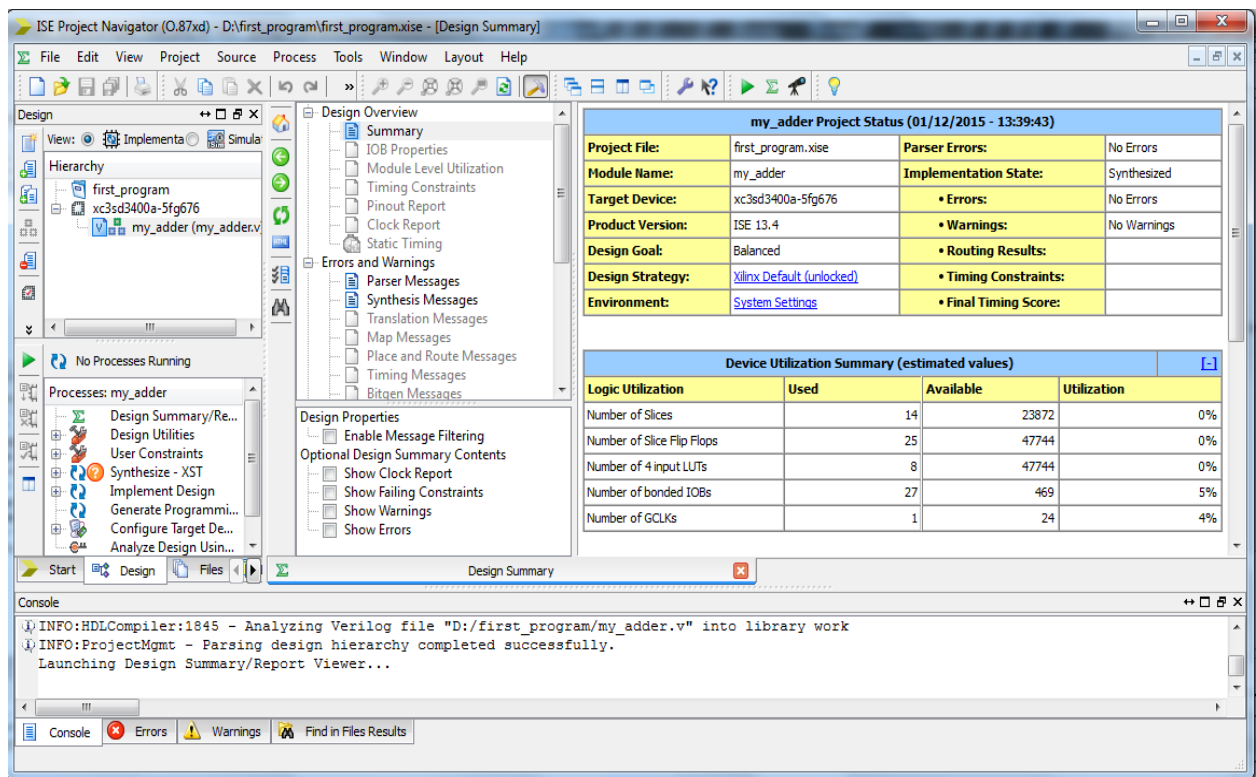 ISE Project Navigator (O.87xd) - D:\first_program\first_program.xise - [Design Summary]
File Edit View Project Source Process Tools Window Layout Help
Design
View: Implementa Simula
Hierarchy
first_program
xc3sd3400a-5fg676
V my_adder (my_adder.v
No Processes Running
Processes: my_adder
Design Summary/Re...
Design Utilities
User Constraints
Synthesize - XST
Implement Design
Generate Programmi...
Configure Target De...
Analyze Design Usin...
Start Design Files
Design Overview
Summary
IOB Properties
Module Level Utilization
Timing Constraints
Pinout Report
Clock Report
Static Timing
Errors and Warnings
Parser Messages
Synthesis Messages
Translation Messages
Map Messages
Place and Route Messages
Timing Messages
Bitgen Messages
Design Properties
Enable Message Filtering
Optional Design Summary Contents
Show Clock Report
Show Failing Constraints
Show Warnings
Show Errors
my_adder Project Status (01/12/2015 - 13:39:43)
Project File: first_program.xise Parser Errors: No Errors
Module Name: my_adder Implementation State: Synthesized
Target Device: xc3sd3400a-5fg676 • Errors: No Errors
Product Version: ISE 13.4 • Warnings: No Warnings
Design Goal: Balanced • Routing Results:
Design Strategy: Xilinx Default (unlocked) • Timing Constraints:
Environment: System Settings • Final Timing Score:
Device Utilization Summary (estimated values) [-]
Logic Utilization Used Available Utilization
Number of Slices 14 23872 0%
Number of Slice Flip Flops 25 47744 0%
Number of 4 input LUTs 8 47744 0%
Number of bonded IOBs 27 469 5%
Number of GCLKs 1 24 4%
Design Summary
Console
INFO:HDLCompiler:1845 - Analyzing Verilog file "D:/first_program/my_adder.v" into library work
INFO:ProjectMgmt - Parsing design hierarchy completed successfully.
Launching Design Summary/Report Viewer...
Console Errors Warnings Find in Files Results